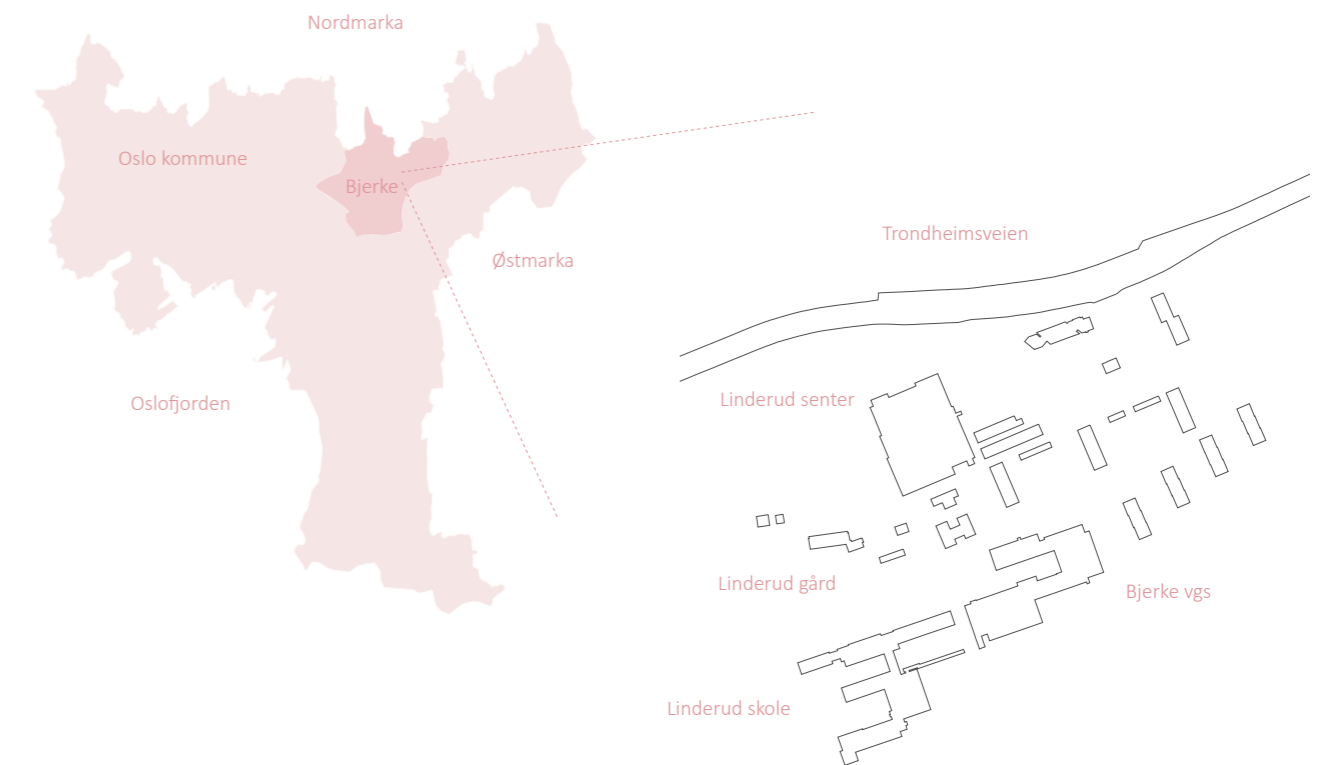 Nordmarka
Oslo kommune
Bjerke
Østmarka
Oslofjorden
Trondheimsveien
Linderud senter
Linderud gård
Bjerke vgs
Linderud skole